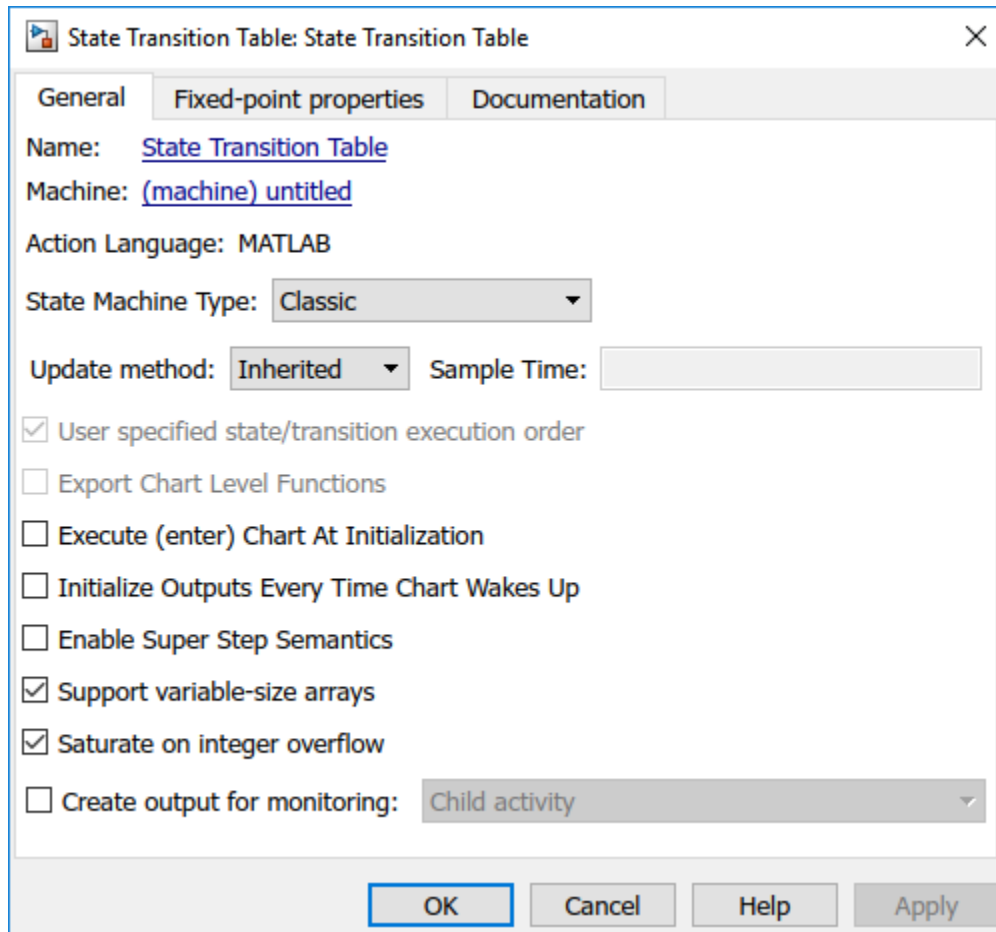 State Transition Table: State Transition Table
General Fixed-point properties Documentation
Name: State Transition Table
Machine: (machine) untitled
Action Language: MATLAB
State Machine Type: Classic
Update method: Inherited Sample Time:
User specified state/transition execution order
Export Chart Level Functions
Execute (enter) Chart At Initialization
Initialize Outputs Every Time Chart Wakes Up
Enable Super Step Semantics
Support variable-size arrays
Saturate on integer overflow
Create output for monitoring: Child activity
OK Cancel Help Apply